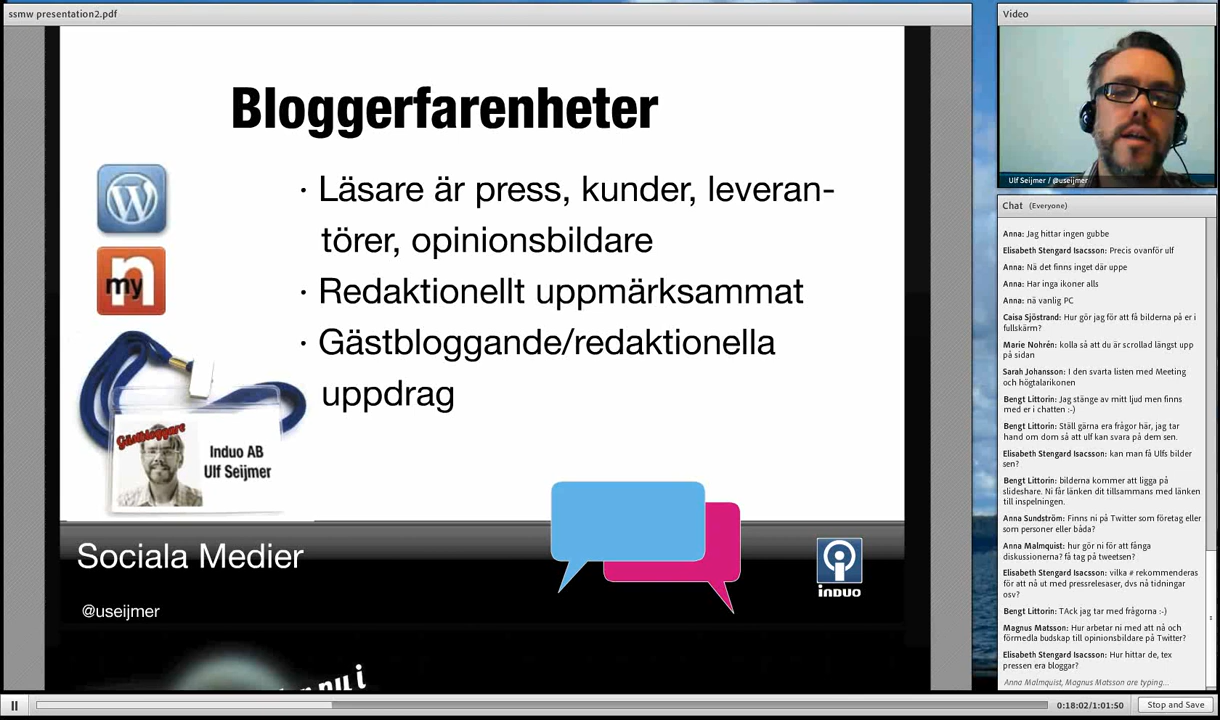 ssmw presentation2.pdf
Bloggerfarenheter
· Läsare är press, kunder, leveran-
törer, opinionsbildare
· Redaktionellt uppmärksammat
· Gästbloggande/redaktionella
uppdrag
W
my n
Gästbloggare
Induo AB
Ulf Seijmer
Sociala Medier
@useijmer
INDUO
nu i
Video
Ulf Seijmer / @useijmer
Chat (Everyone)
Anna: Jag hittar ingen gubbe
Elisabeth Stengard Isacsson: Precis ovanför ulf
Anna: Nä det finns inget där uppe
Anna: Har inga ikoner alls
Anna: nä vanlig PC
Caisa Sjöstrand: Hur gör jag för att få bilderna på er i
fullskärm?
Marie Nohrén: kolla så att du är scrollad längst upp
på sidan
Sarah Johansson: I den svarta listen med Meeting
och högtalarikonen
Bengt Littorin: Jag stänge av mitt ljud men finns
med er i chatten :-)
Bengt Littorin: Ställ gärna era frågor här, jag tar
hand om dom så att ulf kan svara på dem sen.
Elisabeth Stengard Isacsson: kan man få Ulfs bilder
sen?
Bengt Littorin: bilderna kommer att ligga på
slideshare. Ni får länken dit tillsammans med länken
till inspelningen.
Anna Sundström: Finns ni på Twitter som företag eller
som personer eller båda?
Anna Malmquist: hur gör ni för att fånga
diskussionerna? få tag på tweetsen?
Elisabeth Stengard Isacsson: vilka # rekommenderas
för att nå ut med pressrelesaser, dvs nå tidningar
osv?
Bengt Littorin: TAck jag tar med frågorna :-)
Magnus Matsson: Hur arbetar ni med att nå och
förmedla budskap till opinionsbildare på Twitter?
Elisabeth Stengard Isacsson: Hur hittar de, tex
pressen era bloggar?
Anna Malmquist, Magnus Matsson are typing...
0:18:02/1:01:50
Stop and Save